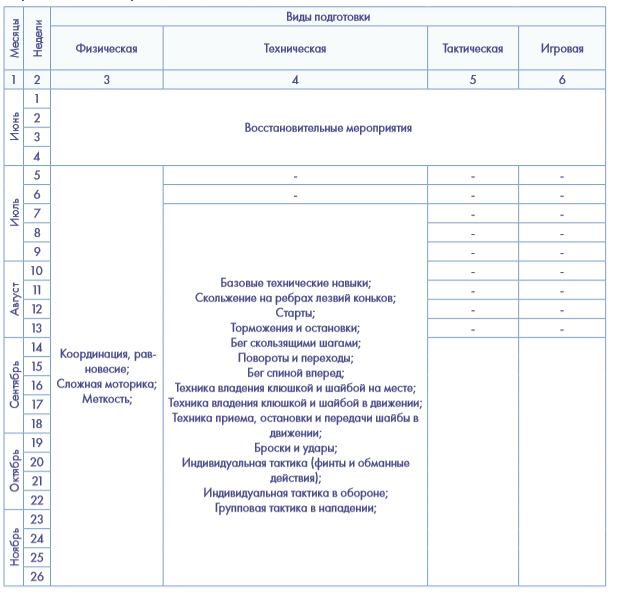 Виды подготовки
Месяцы
Недели
Физическая
Техническая
Тактическая
Игровая
1 2 3 4 5 6
Июнь
1
2
3
4
Восстановительные мероприятия
Июль
5 - - -
6 - - -
7 - -
8 - -
9 - -
Август
10 - -
11 - -
12 - -
13 - -
Сентябрь
14
15
16
17
18
Октябрь
19
20
21
22
Ноябрь
23
24
25
26
Координация, рав-
новесие;
Сложная моторика;
Меткость;
Базовые технические навыки;
Скольжение на ребрах лезвий коньков;
Старты;
Торможения и остановки;
Бег скользящими шагами;
Повороты и переходы;
Бег спиной вперед;
Техника владения клюшкой и шайбой на месте;
Техника владения клюшкой и шайбой в движении;
Техника приема, остановки и передачи шайбы в
движении;
Броски и удары;
Индивидуальная тактика (финты и обманные
действия);
Индивидуальная тактика в обороне;
Групповая тактика в нападении;